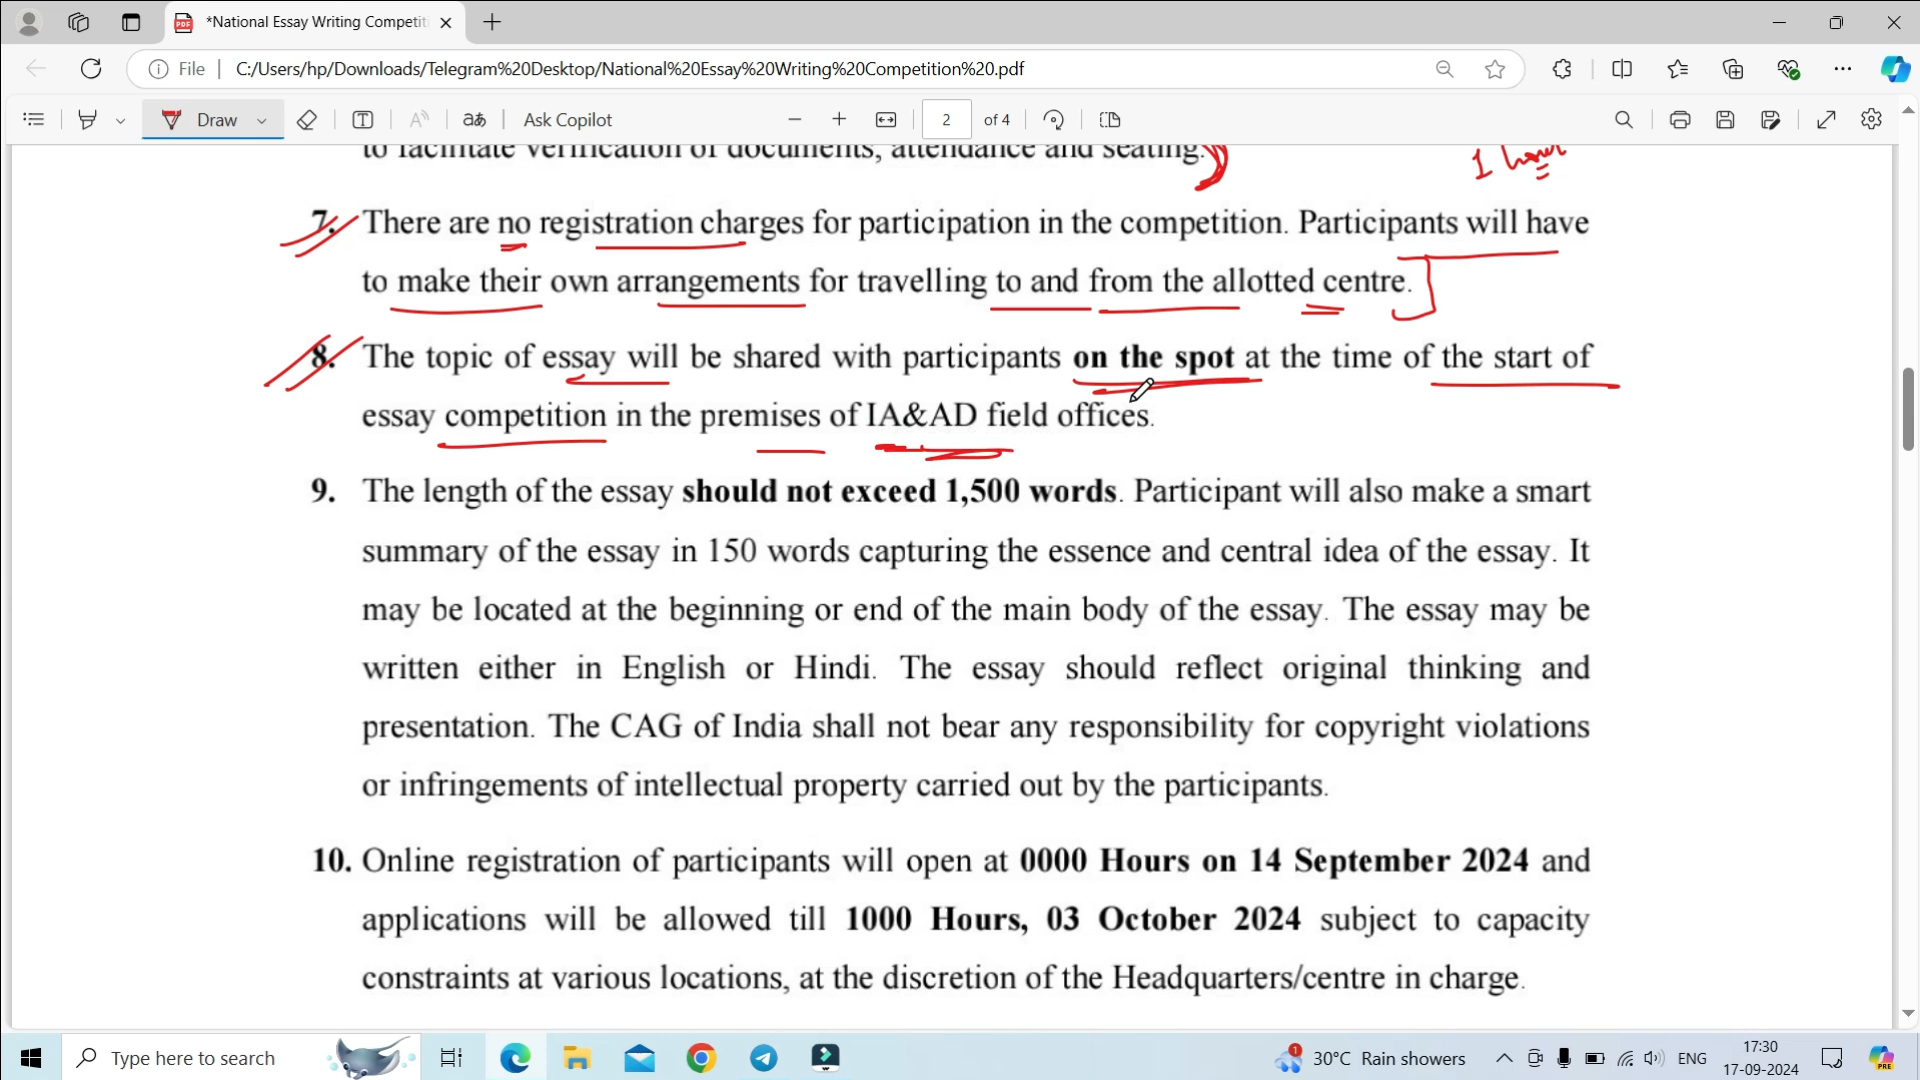 *National Essay Writing Competiti
File
C:/Users/hp/Downloads/Telegram%20Desktop/National%20Essay%20Writing%20Competition%20.pdf
Draw
Ask Copilot
2 of 4
to facilitate verification of documents, attendance and seating.
1 hour
7. There are no registration charges for participation in the competition. Participants will have
to make their own arrangements for travelling to and from the allotted centre.
8. The topic of essay will be shared with participants on the spot at the time of the start of
essay competition in the premises of IA&AD field offices.
9. The length of the essay should not exceed 1,500 words. Participant will also make a smart
summary of the essay in 150 words capturing the essence and central idea of the essay. It
may be located at the beginning or end of the main body of the essay. The essay may be
written either in English or Hindi. The essay should reflect original thinking and
presentation. The CAG of India shall not bear any responsibility for copyright violations
or infringements of intellectual property carried out by the participants.
10. Online registration of participants will open at 0000 Hours on 14 September 2024 and
applications will be allowed till 1000 Hours, 03 October 2024 subject to capacity
constraints at various locations, at the discretion of the Headquarters/centre in charge.
Type here to search
1
30°C Rain showers
ENG
17:30
17-09-2024
PRE